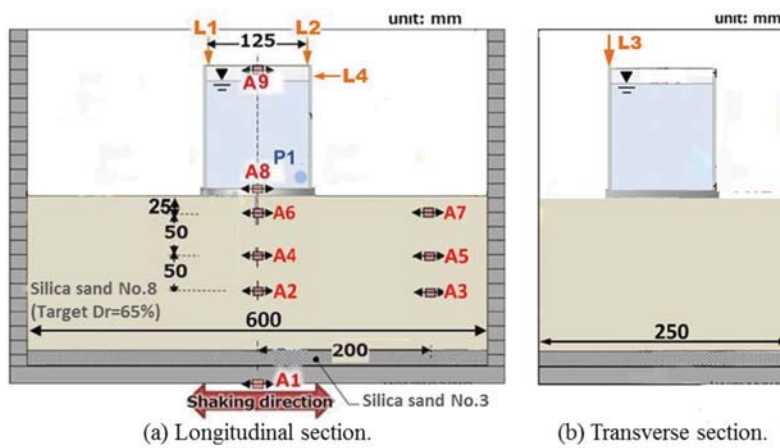 unit: mm
L1
L2
125
L4
A9
P1
A8
25
A6
A7
50
A4
A5
50
A2
A3
Silica sand No.8
(Target Dr=65%)
600
200
A1
Silica sand No.3
Shaking direction
(a) Longitudinal section.
unit: mm
L3
250
(b) Transverse section.